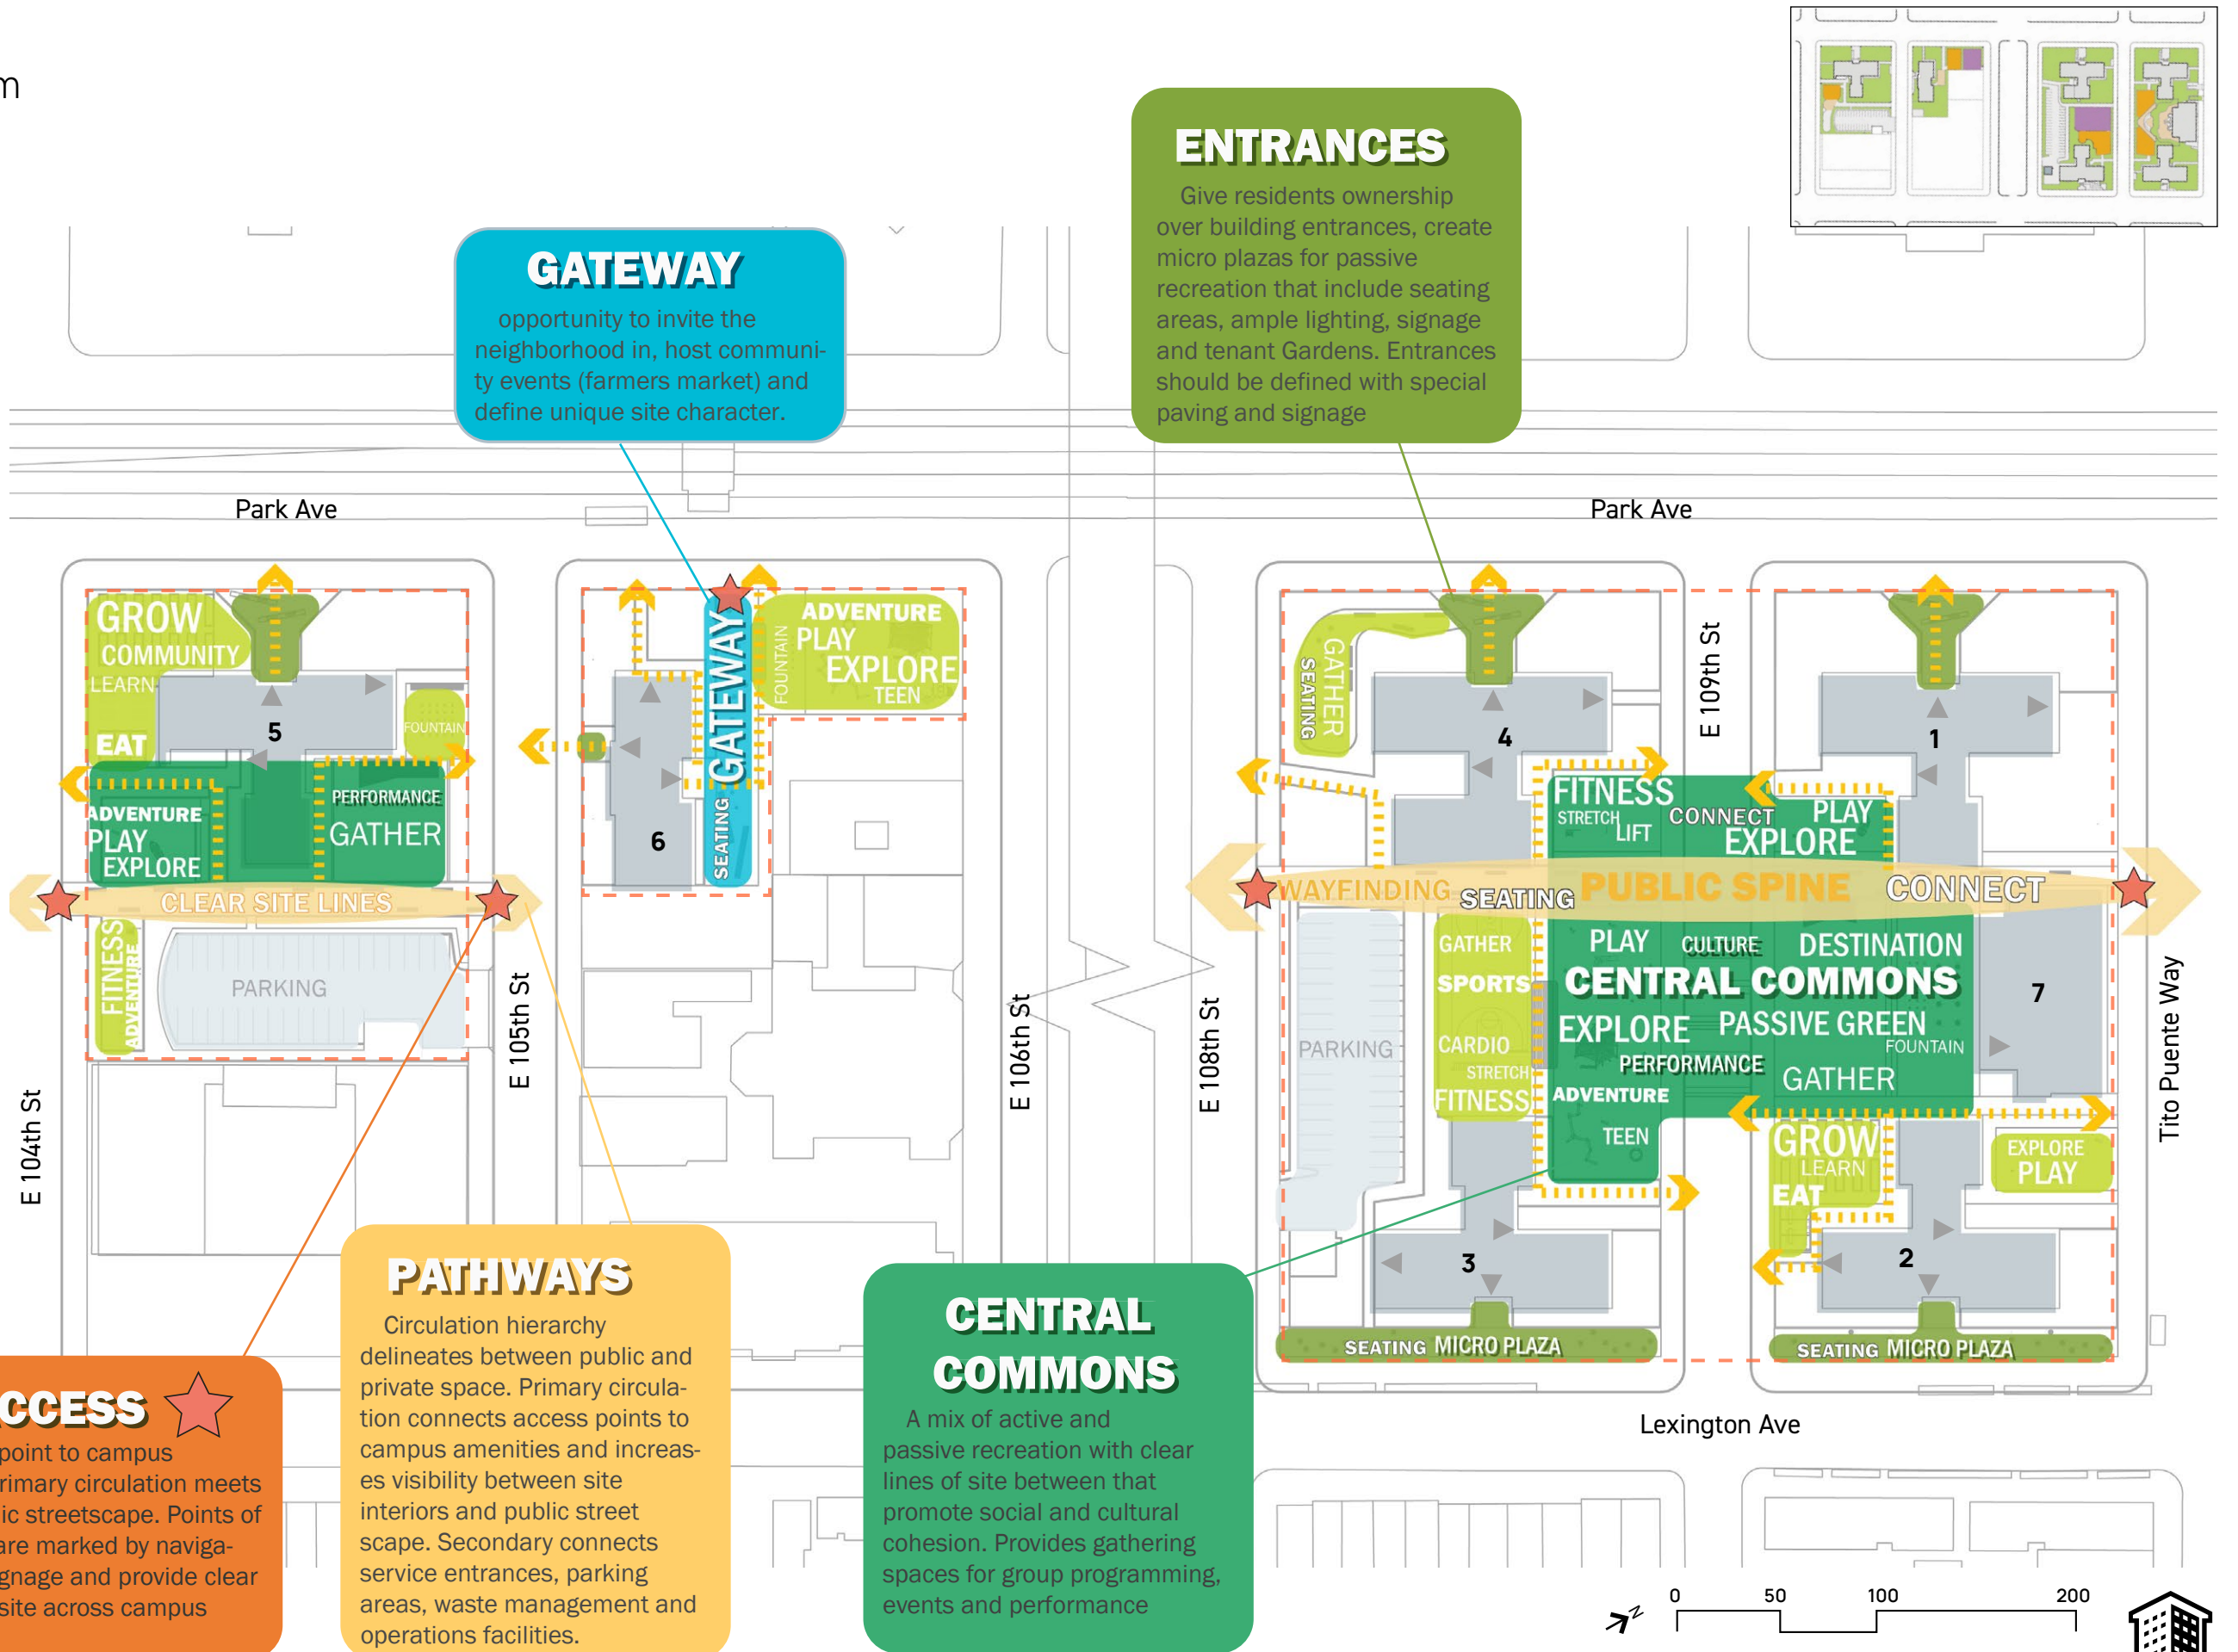 m
ENTRANCES
Give residents ownership
over building entrances, create
micro plazas for passive
recreation that include seating
areas, ample lighting, signage
and tenant Gardens. Entrances
should be defined with special
paving and signage
GATEWAY
opportunity to invite the
neighborhood in, host communi-
ty events (farmers market) and
define unique site character.
Park Ave
Park Ave
GROW
COMMUNITY
LEARN
EAT
5
FOUNTAIN
ADVENTURE
PLAY
EXPLORE
PERFORMANCE
GATHER
CLEAR SITE LINES
FITNESS
ADVENTURE
PARKING
E 104th St
E 105th St
6
GATEWAY
SEATING
FOUNTAIN
ADVENTURE
PLAY
EXPLORE
TEEN
E 106th St
E 108th St
GATHER
SEATING
4
E 109th St
1
FITNESS
STRETCH
LIFT
CONNECT
PLAY
EXPLORE
WAYFINDING
SEATING
PUBLIC SPINE
CONNECT
GATHER
SPORTS
CARDIO
STRETCH
FITNESS
PARKING
PLAY
CULTURE
DESTINATION
CENTRAL COMMONS
EXPLORE
PASSIVE GREEN
FOUNTAIN
PERFORMANCE
GATHER
ADVENTURE
TEEN
7
GROW
LEARN
EAT
EXPLORE
PLAY
3
2
SEATING MICRO PLAZA
SEATING MICRO PLAZA
Tito Puente Way
Lexington Ave
CCESS
point to campus
rimary circulation meets
ic streetscape. Points of
are marked by naviga-
gnage and provide clear
site across campus
PATHWAYS
Circulation hierarchy
delineates between public and
private space. Primary circula-
tion connects access points to
campus amenities and increas-
es visibility between site
interiors and public street
scape. Secondary connects
service entrances, parking
areas, waste management and
operations facilities.
CENTRAL
COMMONS
A mix of active and
passive recreation with clear
lines of site between that
promote social and cultural
cohesion. Provides gathering
spaces for group programming,
events and performance
N
0 50 100 200